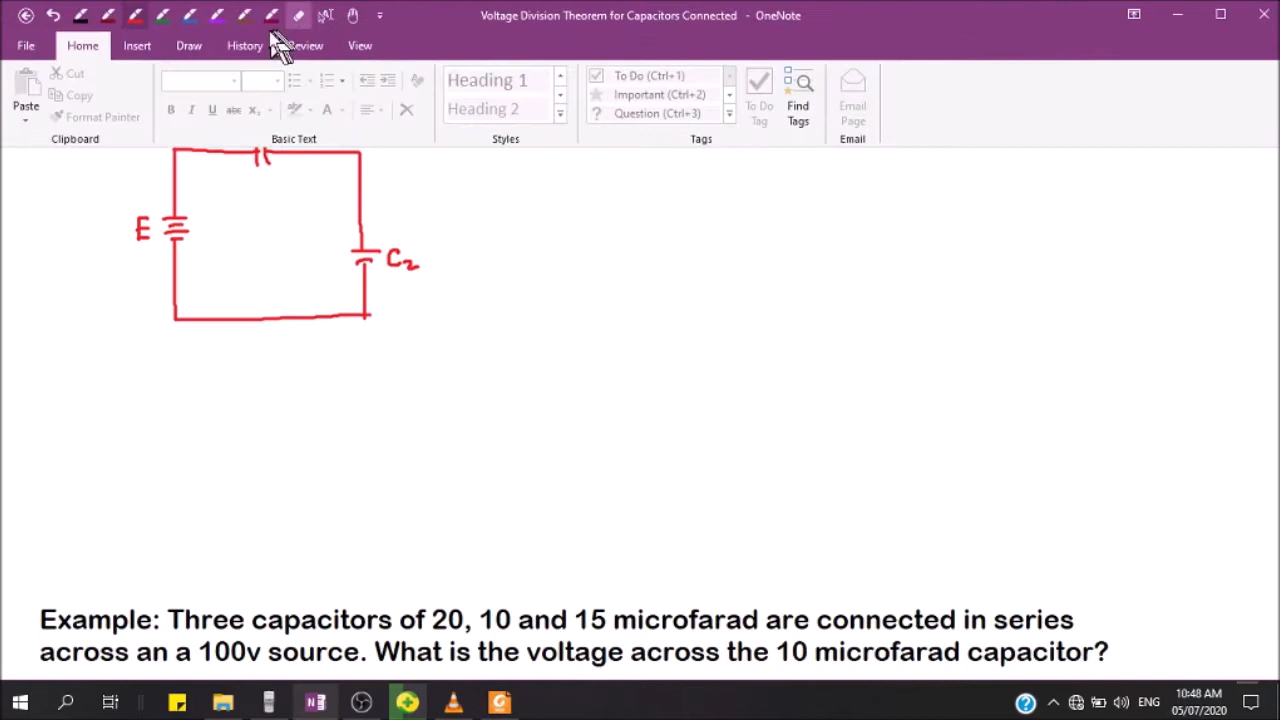 Voltage Division Theorem for Capacitors Connected - OneNote
File Home Insert Draw History Review View
Cut
Copy
Paste
Format Painter
Clipboard
B I U abc X₂ A
Basic Text
Heading 1
Heading 2
Styles
To Do (Ctrl+1)
Important (Ctrl+2)
? Question (Ctrl+3)
To Do Tag
Find Tags
Tags
Email Page
Email
E
C₂
Example: Three capacitors of 20, 10 and 15 microfarad are connected in series
across an a 100v source. What is the voltage across the 10 microfarad capacitor?
ENG
10:48 AM
05/07/2020